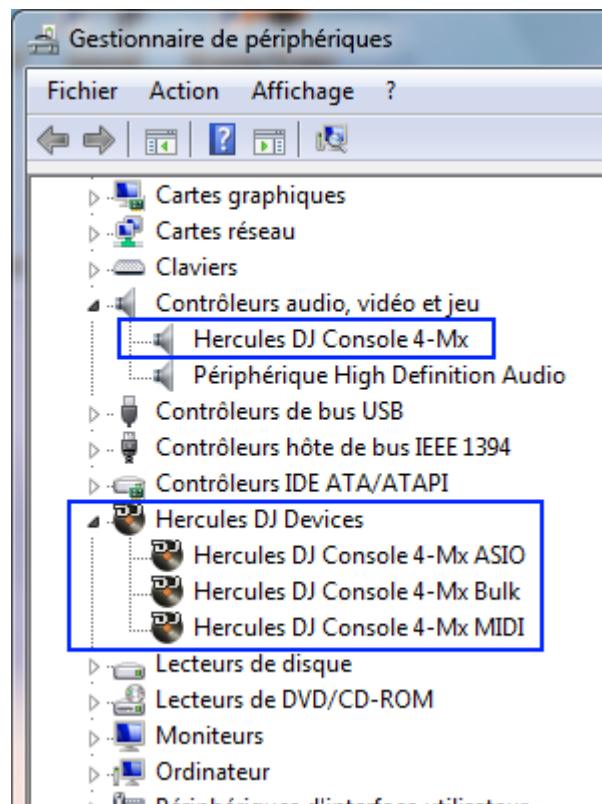 Gestionnaire de périphériques
Fichier Action Affichage ?
Cartes graphiques
Cartes réseau
Claviers
Contrôleurs audio, vidéo et jeu
Hercules DJ Console 4-Mx
Périphérique High Definition Audio
Contrôleurs de bus USB
Contrôleurs hôte de bus IEEE 1394
Contrôleurs IDE ATA/ATAPI
Hercules DJ Devices
Hercules DJ Console 4-Mx ASIO
Hercules DJ Console 4-Mx Bulk
Hercules DJ Console 4-Mx MIDI
Lecteurs de disque
Lecteurs de DVD/CD-ROM
Moniteurs
Ordinateur
Périphériques d'interface utilisateur